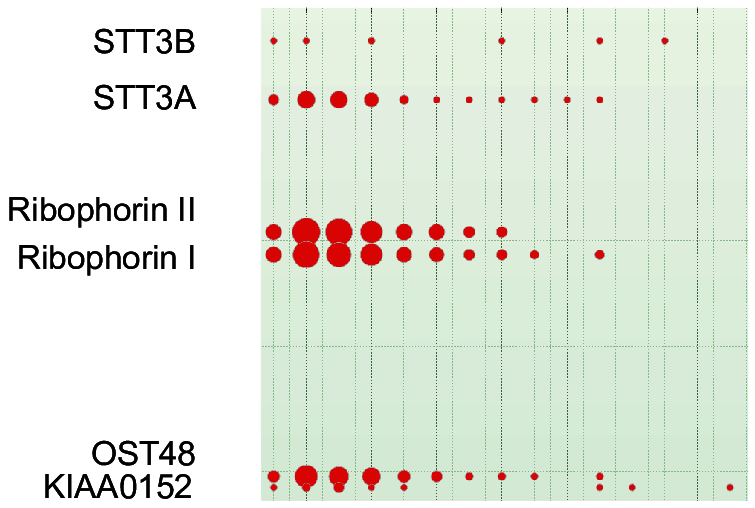 STT3B
STT3A
Ribophorin II
Ribophorin I
OST48
KIAA0152